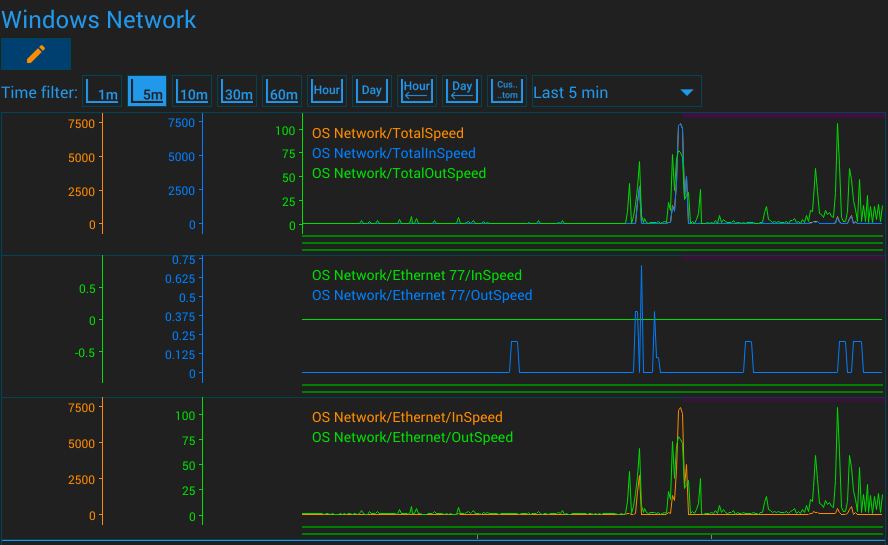 Windows Network
Time filter: 1m 5m 10m 30m 60m Hour Day Hour Day Cus.. ..tom Last 5 min
7500 7500 100 OS Network/TotalSpeed
OS Network/TotalInSpeed
5000 5000 75 OS Network/TotalOutSpeed
2500 2500 50
25
0 0 0
0.75
0.5 0.625 OS Network/Ethernet 77/InSpeed
0.5 OS Network/Ethernet 77/OutSpeed
0 0.375
0.25
-0.5 0.125
0
7500 100 OS Network/Ethernet/InSpeed
5000 75 OS Network/Ethernet/OutSpeed
50
2500 25
0 0